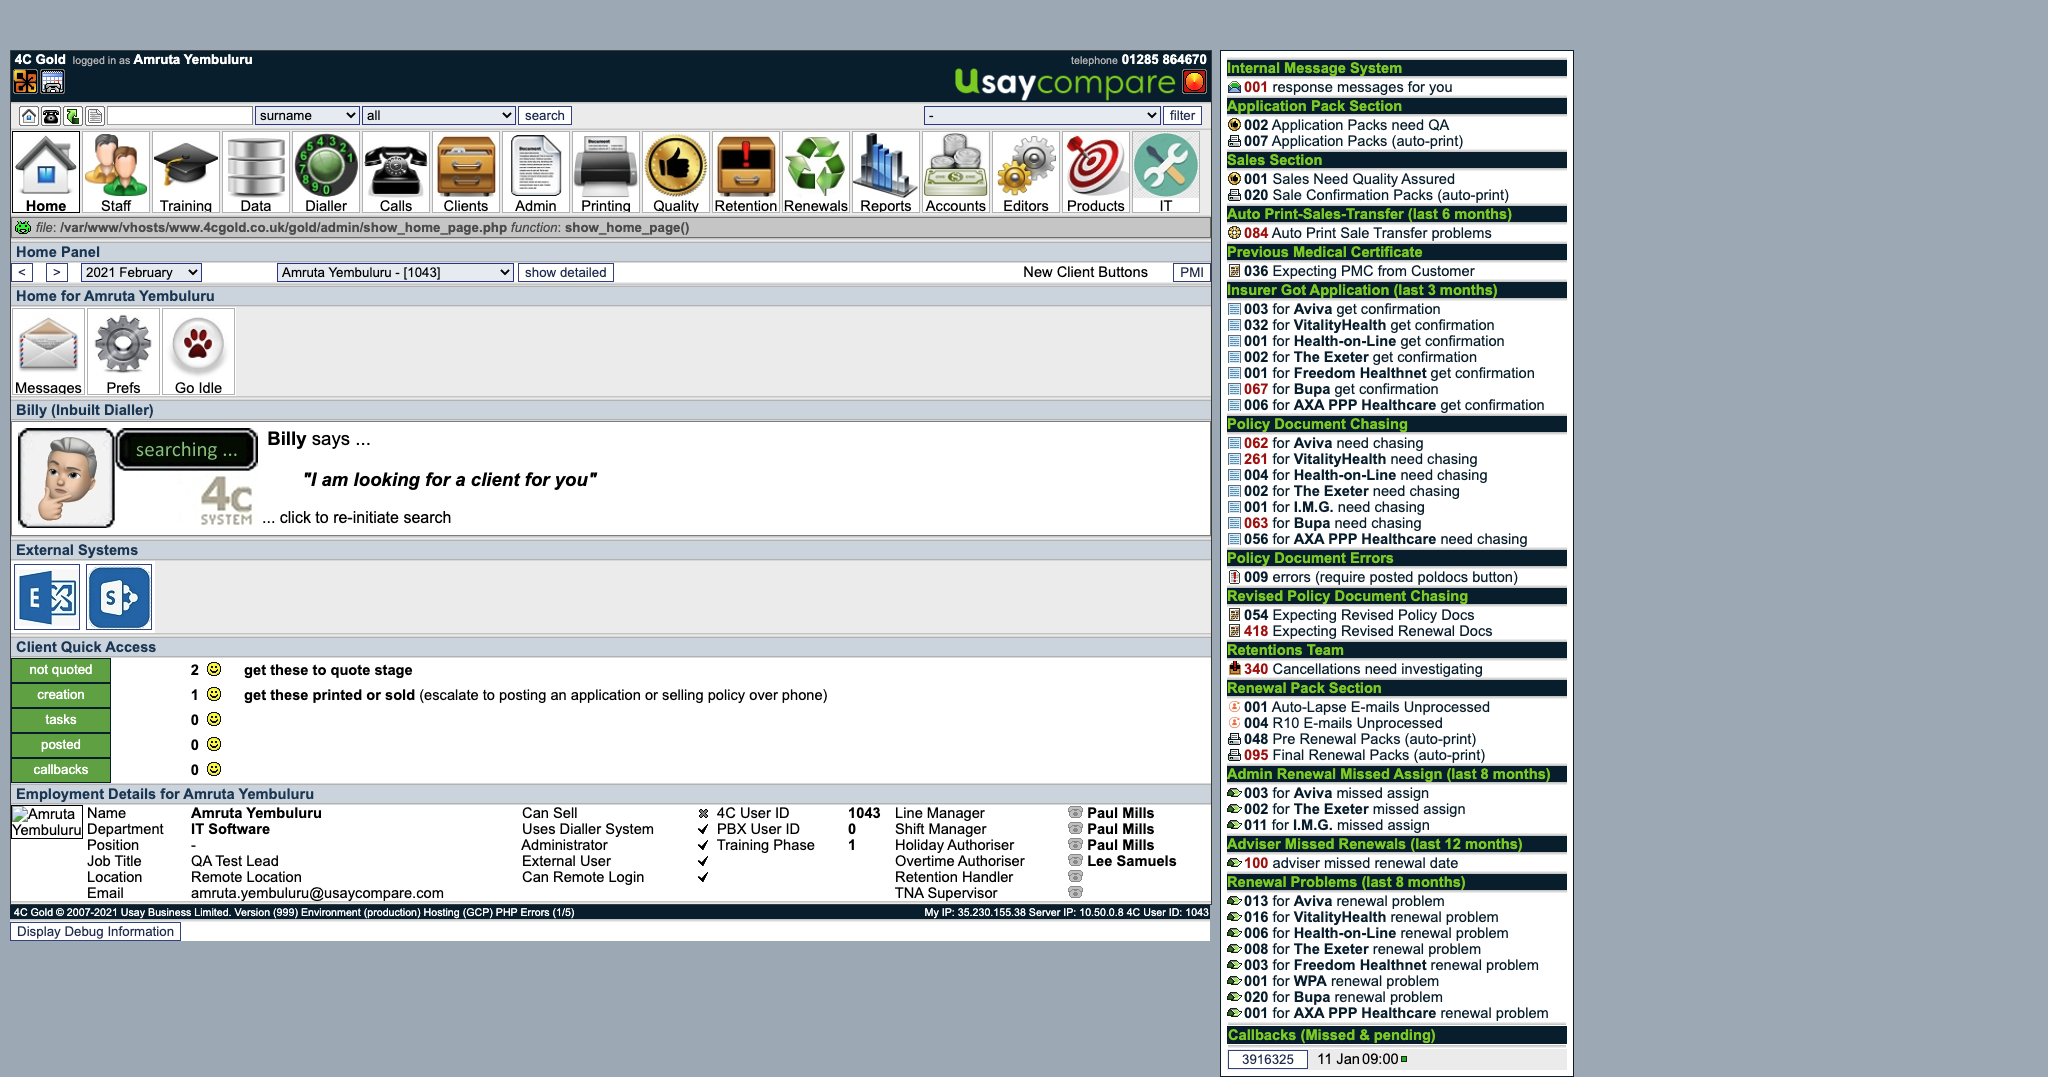 4C Gold logged in as Amruta Yembuluru
telephone 01285 864670
Usaycompare
surname all search - filter
Home Staff Training Data Dialler Calls Clients Admin Printing Quality Retention Renewals Reports Accounts Editors Products IT
file: /var/www/vhosts/www.4cgold.co.uk/gold/admin/show_home_page.php function: show_home_page()
Home Panel
< > 2021 February Amruta Yembuluru - [1043] show detailed New Client Buttons PMI
Home for Amruta Yembuluru
Messages Prefs Go Idle
Billy (Inbuilt Dialler)
searching ...
Billy says ...
"I am looking for a client for you"
4c
SYSTEM
... click to re-initiate search
External Systems
Client Quick Access
not quoted 2 get these to quote stage
creation 1 get these printed or sold (escalate to posting an application or selling policy over phone)
tasks 0
posted 0
callbacks 0
Employment Details for Amruta Yembuluru
Amruta Yembuluru
Name Amruta Yembuluru Can Sell 4C User ID 1043 Line Manager Paul Mills
Department IT Software Uses Dialler System PBX User ID 0 Shift Manager Paul Mills
Position - Administrator Training Phase 1 Holiday Authoriser Paul Mills
Job Title QA Test Lead External User Overtime Authoriser Lee Samuels
Location Remote Location Can Remote Login Retention Handler
Email amruta.yembuluru@usaycompare.com TNA Supervisor
4C Gold © 2007-2021 Usay Business Limited. Version (999) Environment (production) Hosting (GCP) PHP Errors (1/5) My IP: 35.230.155.38 Server IP: 10.50.0.8 4C User ID: 1043
Display Debug Information
Internal Message System
001 response messages for you
Application Pack Section
002 Application Packs need QA
007 Application Packs (auto-print)
Sales Section
001 Sales Need Quality Assured
020 Sale Confirmation Packs (auto-print)
Auto Print-Sales-Transfer (last 6 months)
084 Auto Print Sale Transfer problems
Previous Medical Certificate
036 Expecting PMC from Customer
Insurer Got Application (last 3 months)
003 for Aviva get confirmation
032 for VitalityHealth get confirmation
001 for Health-on-Line get confirmation
002 for The Exeter get confirmation
001 for Freedom Healthnet get confirmation
067 for Bupa get confirmation
006 for AXA PPP Healthcare get confirmation
Policy Document Chasing
062 for Aviva need chasing
261 for VitalityHealth need chasing
004 for Health-on-Line need chasing
002 for The Exeter need chasing
001 for I.M.G. need chasing
063 for Bupa need chasing
056 for AXA PPP Healthcare need chasing
Policy Document Errors
009 errors (require posted poldocs button)
Revised Policy Document Chasing
054 Expecting Revised Policy Docs
418 Expecting Revised Renewal Docs
Retentions Team
340 Cancellations need investigating
Renewal Pack Section
001 Auto-Lapse E-mails Unprocessed
004 R10 E-mails Unprocessed
048 Pre Renewal Packs (auto-print)
095 Final Renewal Packs (auto-print)
Admin Renewal Missed Assign (last 8 months)
003 for Aviva missed assign
002 for The Exeter missed assign
011 for I.M.G. missed assign
Adviser Missed Renewals (last 12 months)
100 adviser missed renewal date
Renewal Problems (last 8 months)
013 for Aviva renewal problem
016 for VitalityHealth renewal problem
006 for Health-on-Line renewal problem
008 for The Exeter renewal problem
003 for Freedom Healthnet renewal problem
001 for WPA renewal problem
020 for Bupa renewal problem
001 for AXA PPP Healthcare renewal problem
Callbacks (Missed & pending)
3916325 11 Jan 09:00